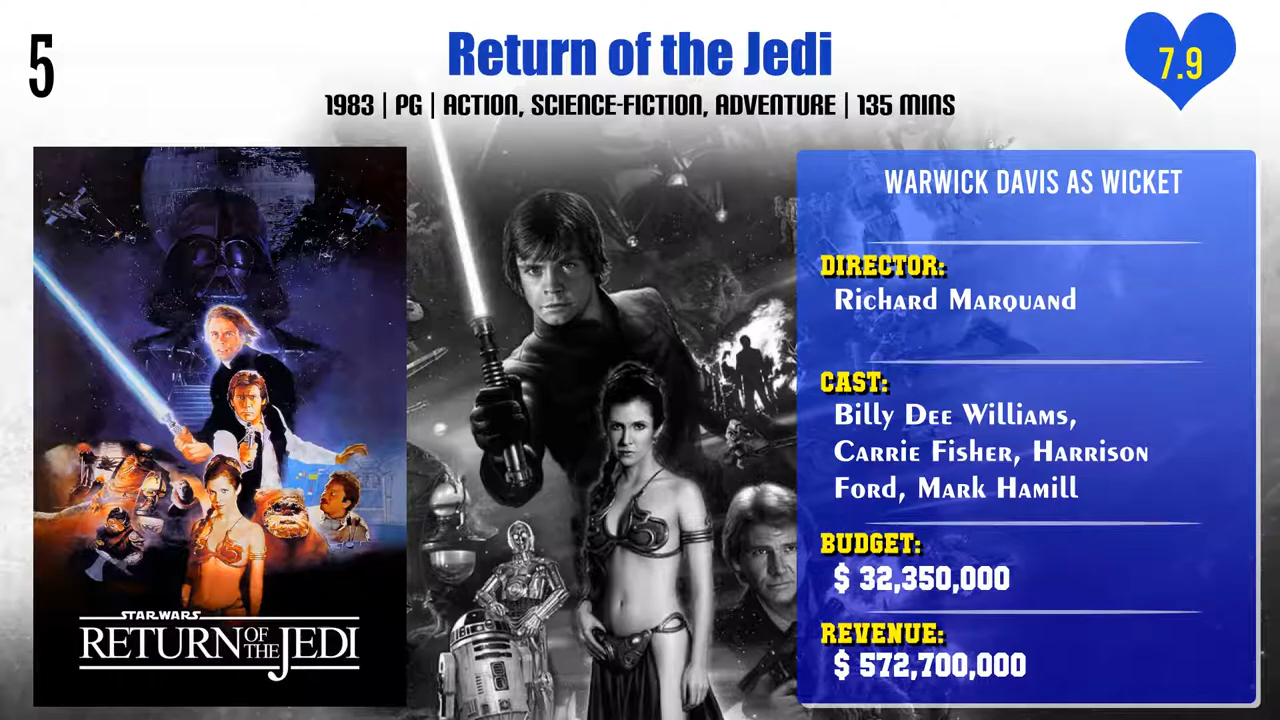 5
Return of the Jedi
7.9
1983 | PG | ACTION, SCIENCE-FICTION, ADVENTURE | 135 MINS
STAR WARS
RETURN OF THE JEDI
WARWICK DAVIS AS WICKET
DIRECTOR:
Richard Marquand
CAST:
Billy Dee Williams,
Carrie Fisher, Harrison
Ford, Mark Hamill
BUDGET:
$ 32,350,000
REVENUE:
$ 572,700,000